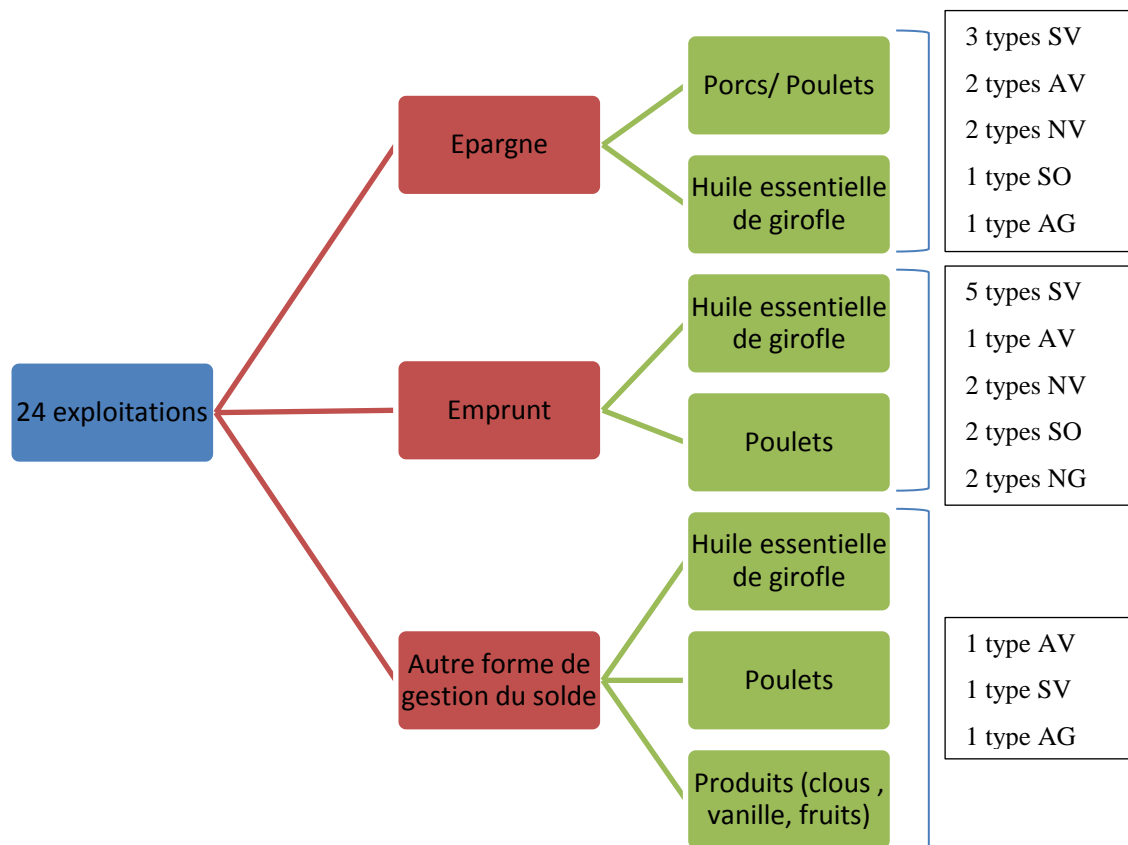 24 exploitations
Epargne
Porcs/ Poulets
Huile essentielle
de girofle
3 types SV
2 types AV
2 types NV
1 type SO
1 type AG
Emprunt
Huile essentielle
de girofle
Poulets
5 types SV
1 type AV
2 types NV
2 types SO
2 types NG
Autre forme de
gestion du solde
Huile essentielle
de girofle
Poulets
Produits (clous ,
vanille, fruits)
1 type AV
1 type SV
1 type AG